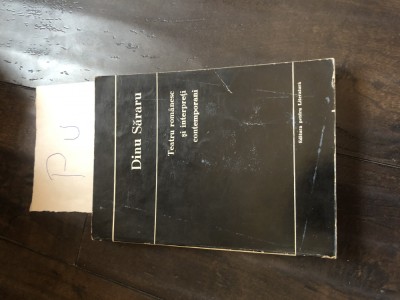 Dinu Săraru
Teatru românesc
și interpreți
contemporani
Editura pentru Literatură
PU